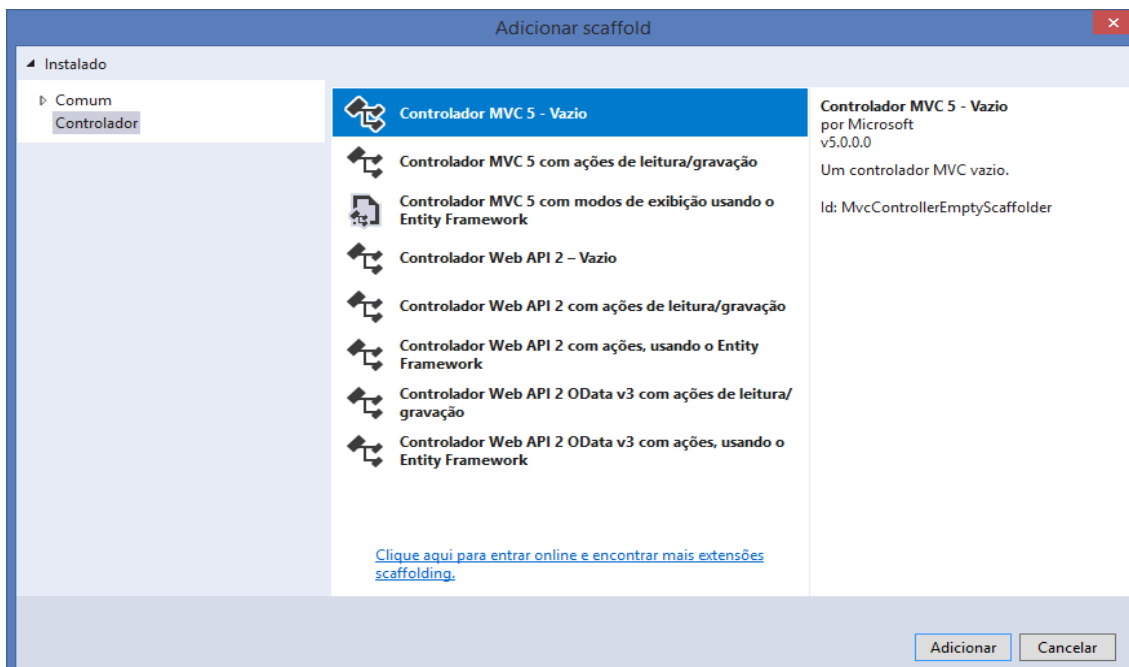 Adicionar scaffold
Instalado
Comum
Controlador
Controlador MVC 5 - Vazio
Controlador MVC 5 com ações de leitura/gravação
Controlador MVC 5 com modos de exibição usando o
Entity Framework
Controlador Web API 2 – Vazio
Controlador Web API 2 com ações de leitura/gravação
Controlador Web API 2 com ações, usando o Entity
Framework
Controlador Web API 2 OData v3 com ações de leitura/
gravação
Controlador Web API 2 OData v3 com ações, usando o
Entity Framework
Clique aqui para entrar online e encontrar mais extensões
scaffolding.
Controlador MVC 5 - Vazio
por Microsoft
v5.0.0.0
Um controlador MVC vazio.
Id: MvcControllerEmptyScaffolder
Adicionar
Cancelar